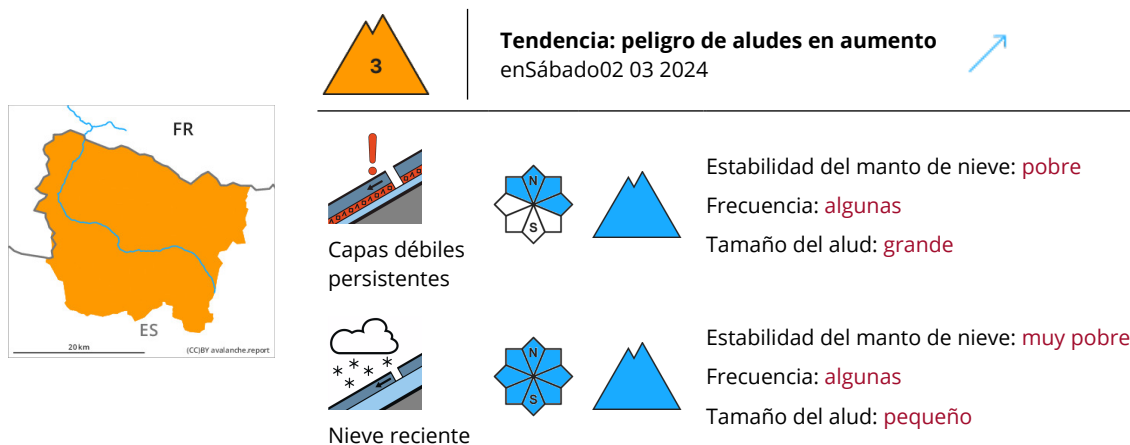 3
Tendencia: peligro de aludes en aumento
enSábado02 03 2024
FR
ES
20 km
(CC)BY avalanche.report
N
S
Capas débiles
persistentes
Estabilidad del manto de nieve: pobre
Frecuencia: algunas
Tamaño del alud: grande
N
S
Nieve reciente
Estabilidad del manto de nieve: muy pobre
Frecuencia: algunas
Tamaño del alud: pequeño